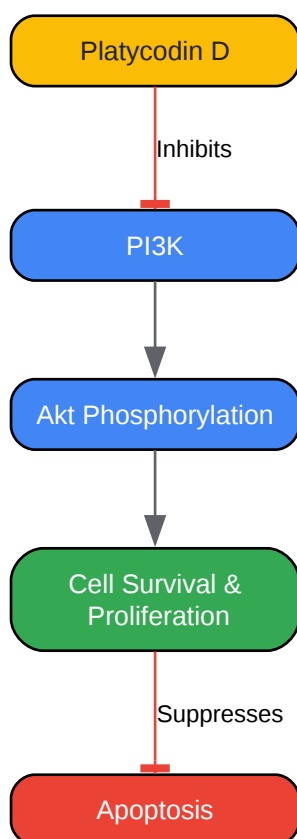 Platycodin D
Inhibits
PI3K
Akt Phosphorylation
Cell Survival &
Proliferation
Suppresses
Apoptosis